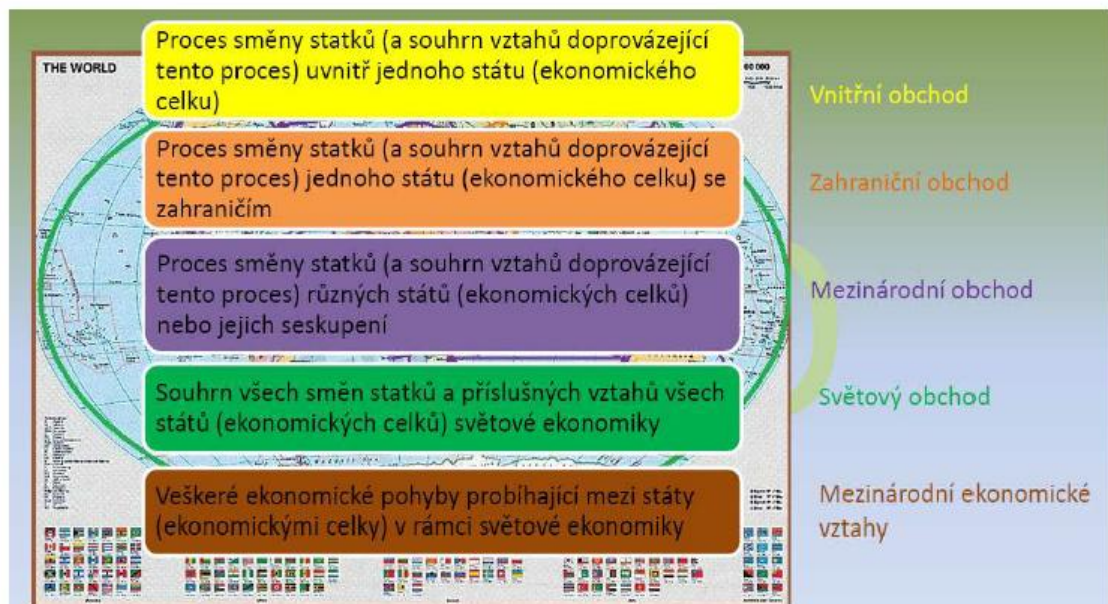 THE WORLD
Proces směny statků (a souhrn vztahů doprovázející
tento proces) uvnitř jednoho státu (ekonomického
celku)
Vnitřní obchod
Proces směny statků (a souhrn vztahů doprovázející
tento proces) jednoho státu (ekonomického celku) se
zahraničím
Zahraniční obchod
Proces směny statků (a souhrn vztahů doprovázející
tento proces) různých států (ekonomických celků)
nebo jejich seskupení
Mezinárodní obchod
Souhrn všech směn statků a příslušných vztahů všech
států (ekonomických celků) světové ekonomiky
Světový obchod
Veškeré ekonomické pohyby probíhající mezi státy
(ekonomickými celky) v rámci světové ekonomiky
Mezinárodní ekonomické
vztahy